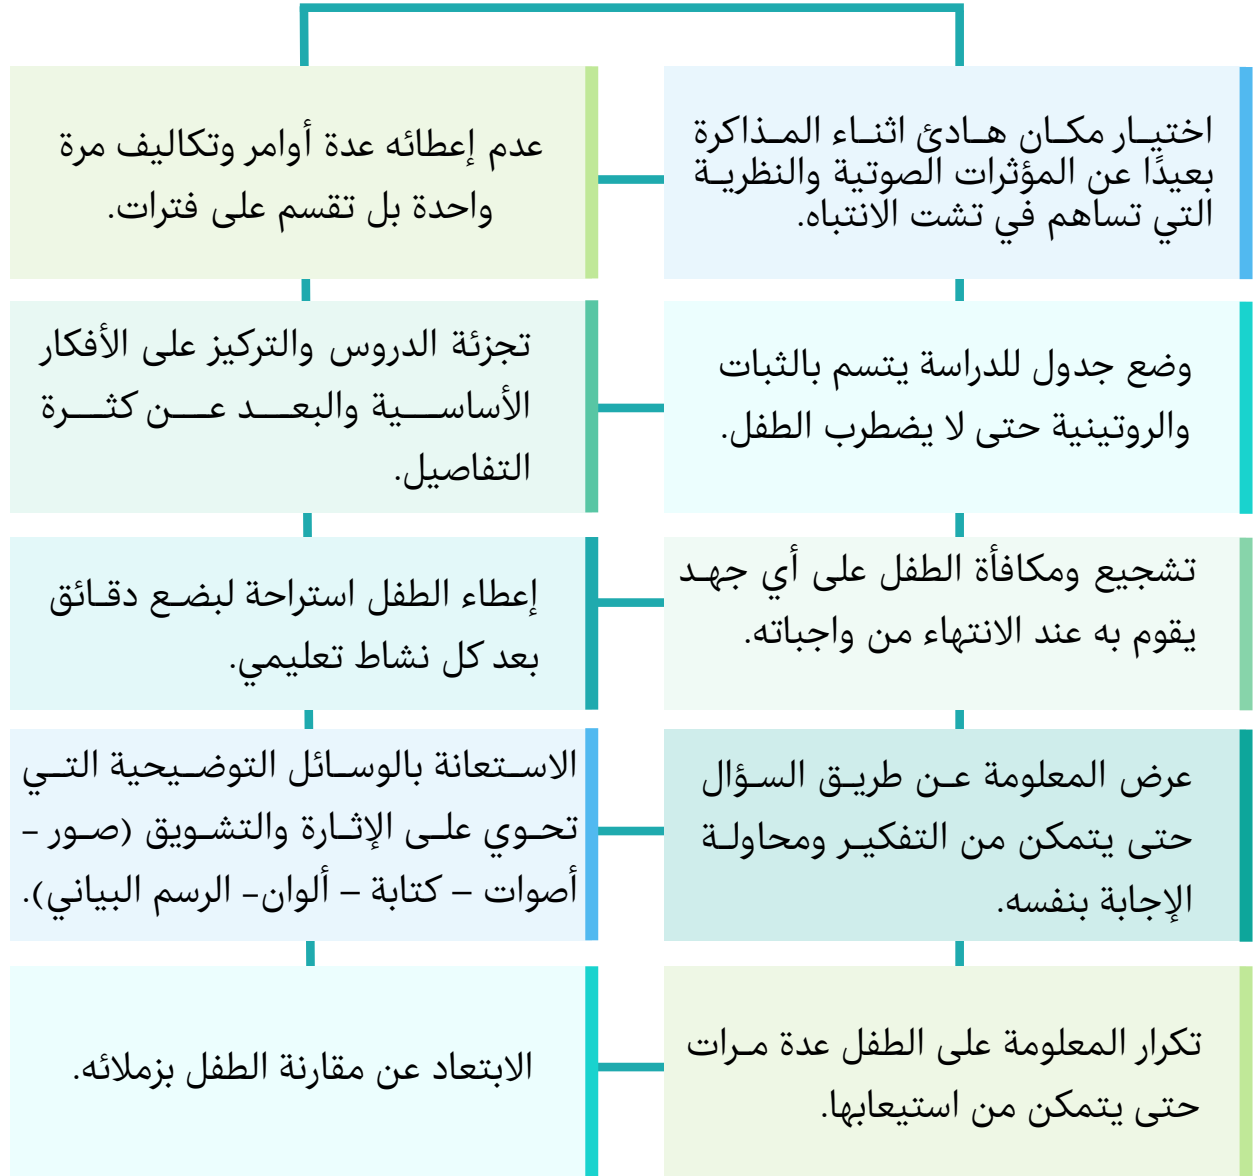 اختيار مكان هادئ اثناء المذاكرة
بعيدًا عن المؤثرات الصوتية والنظرية
التي تساهم في تشت الانتباه.
عدم إعطائه عدة أوامر وتكاليف مرة
واحدة بل تقسم على فترات.
وضع جدول للدراسة يتسم بالثبات
والروتينية حتى لا يضطرب الطفل.
تجزئة الدروس والتركيز على الأفكار
الأساسية والبعد عن كثرة
التفاصيل.
تشجيع ومكافأة الطفل على أي جهد
يقوم به عند الانتهاء من واجباته.
إعطاء الطفل استراحة لبضع دقائق
بعد كل نشاط تعليمي.
عرض المعلومة عن طريق السؤال
حتى يتمكن من التفكير ومحاولة
الإجابة بنفسه.
الاستعانة بالوسائل التوضيحية التي
تحوي على الإثارة والتشويق (صور –
أصوات – كتابة – ألوان– الرسم البياني).
تكرار المعلومة على الطفل عدة مرات
حتى يتمكن من استيعابها.
الابتعاد عن مقارنة الطفل بزملائه.